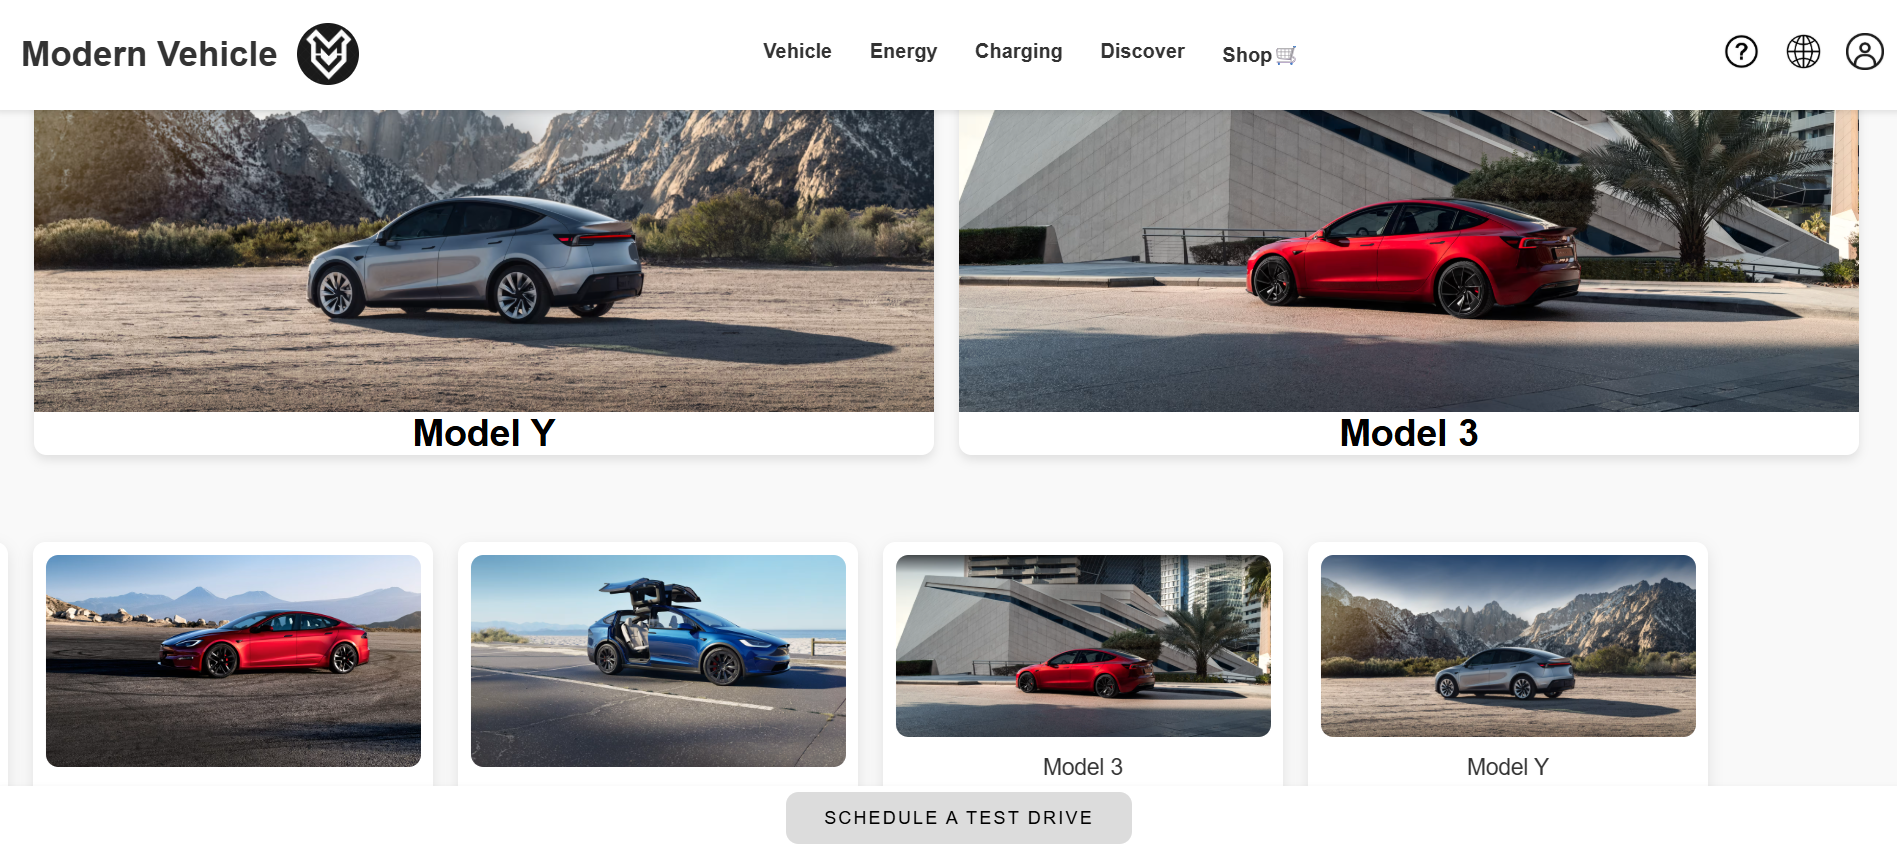 Modern Vehicle
Vehicle Energy Charging Discover Shop
Model Y
Model 3
Model 3
Model Y
SCHEDULE A TEST DRIVE